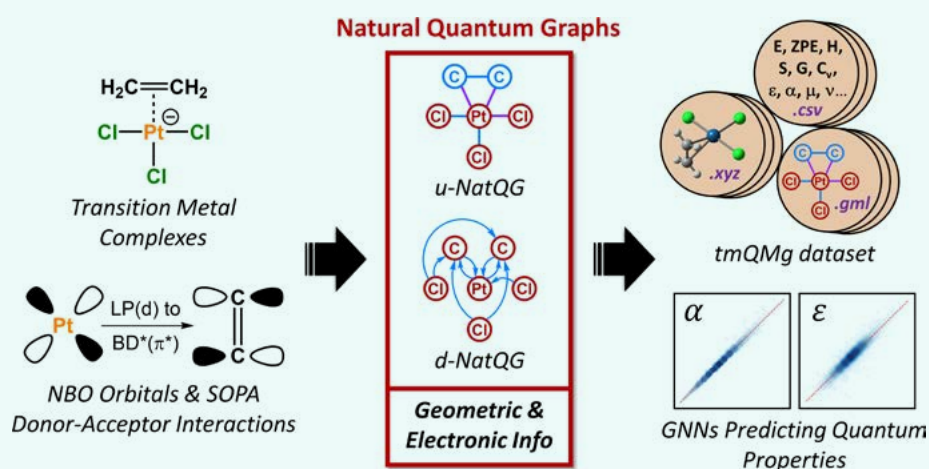 H₂C=CH₂
Pt
⊖
Cl
Cl
Cl
Transition Metal
Complexes
Pt
LP(d) to
BD*(π*)
C
C
NBO Orbitals & SOPA
Donor-Acceptor Interactions
Natural Quantum Graphs
C
C
Cl
Pt
Cl
Cl
u-NatQG
C
C
Cl
Pt
Cl
Cl
d-NatQG
Geometric &
Electronic Info
E, ZPE, H,
S, G, Cᵥ,
ε, α, μ, ν...
.csv
.xyz
C
C
Cl
Pt
Cl
Cl
.gml
tmQMg dataset
α
ε
GNNs Predicting Quantum
Properties